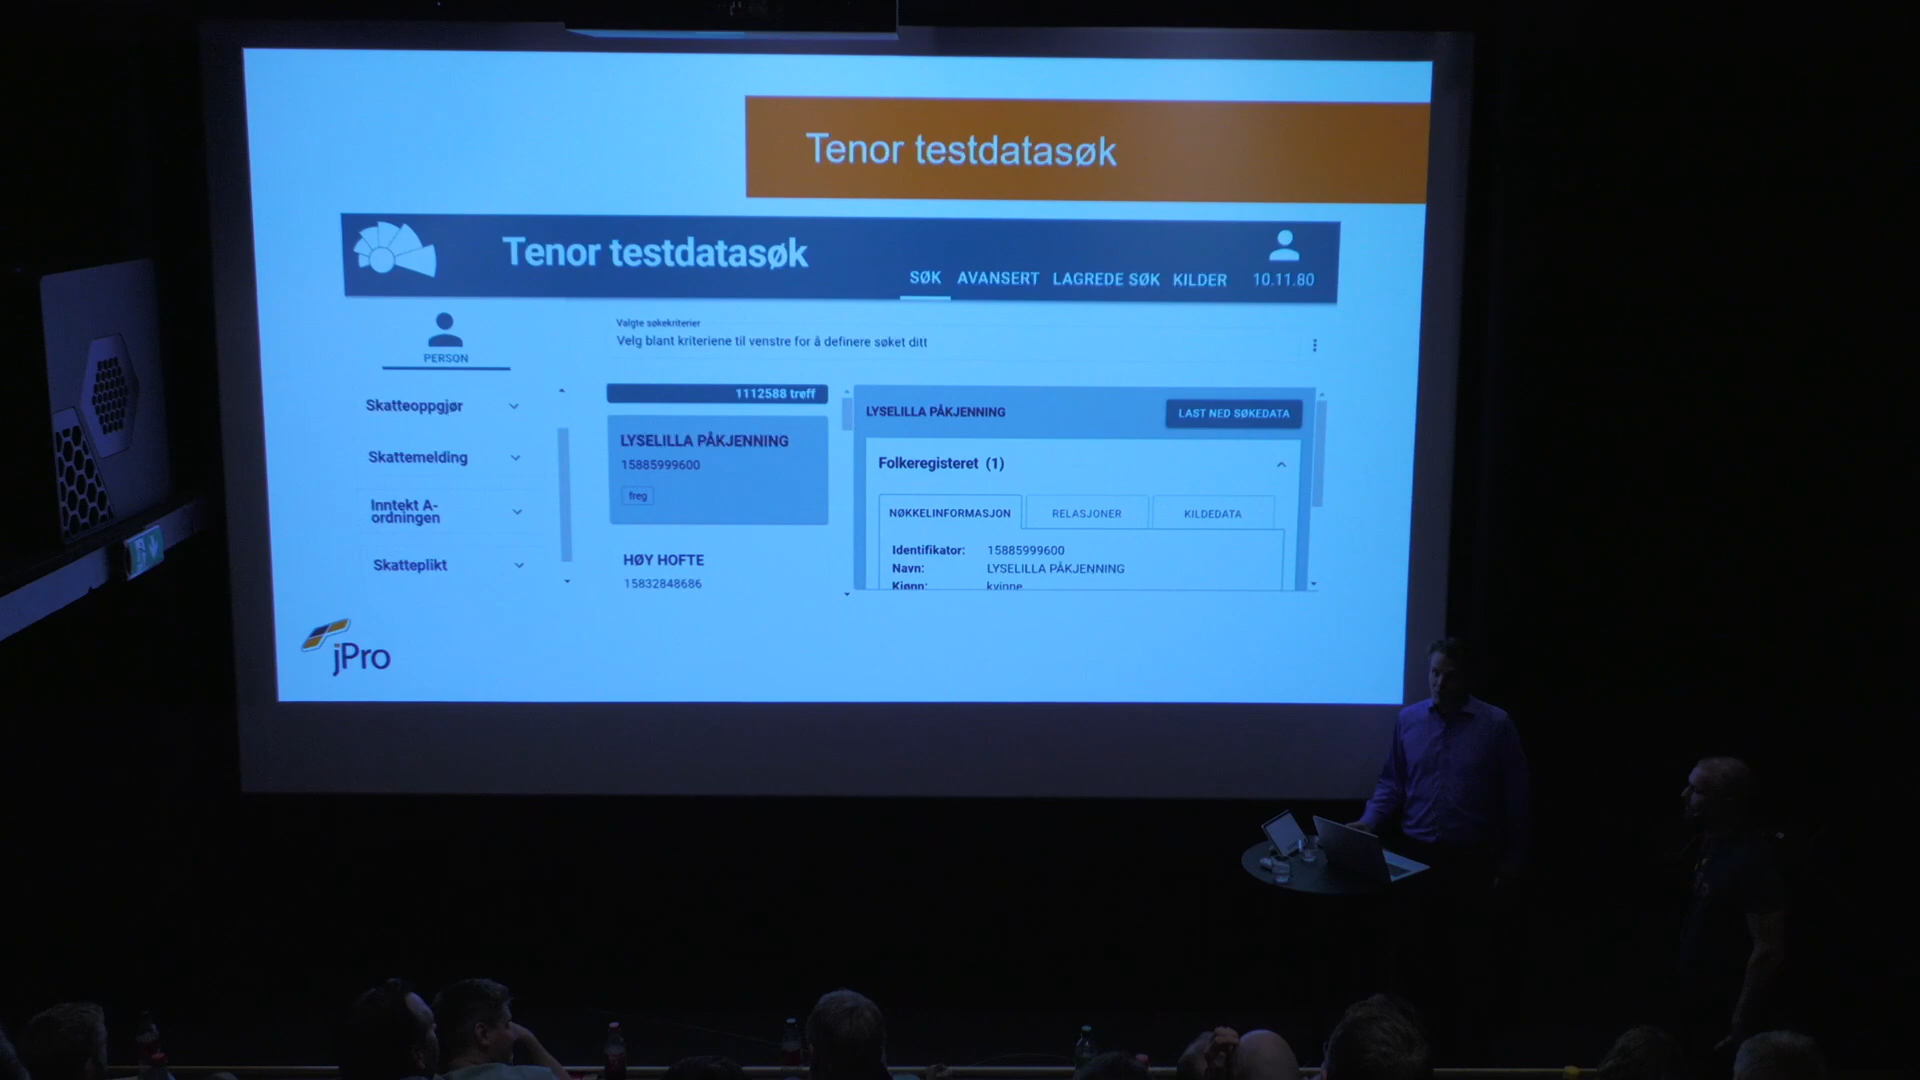 Tenor testdatasøk
Tenor testdatasøk
SØK AVANSERT LAGREDE SØK KILDER 10.11.80
PERSON
Valgte søkekriterier
Velg blant kriteriene til venstre for å definere søket ditt
Skatteoppgjør
Skattemelding
Inntekt A-
ordningen
Skatteplikt
1112588 treff
LYSELILLA PÅKJENNING
15885999600
freg
HØY HOFTE
15832848686
LYSELILLA PÅKJENNING
LAST NED SØKEDATA
Folkeregisteret (1)
NØKKELINFORMASJON RELASJONER KILDEDATA
Identifikator: 15885999600
Navn: LYSELILLA PÅKJENNING
Kjønn: kvinne
jPro